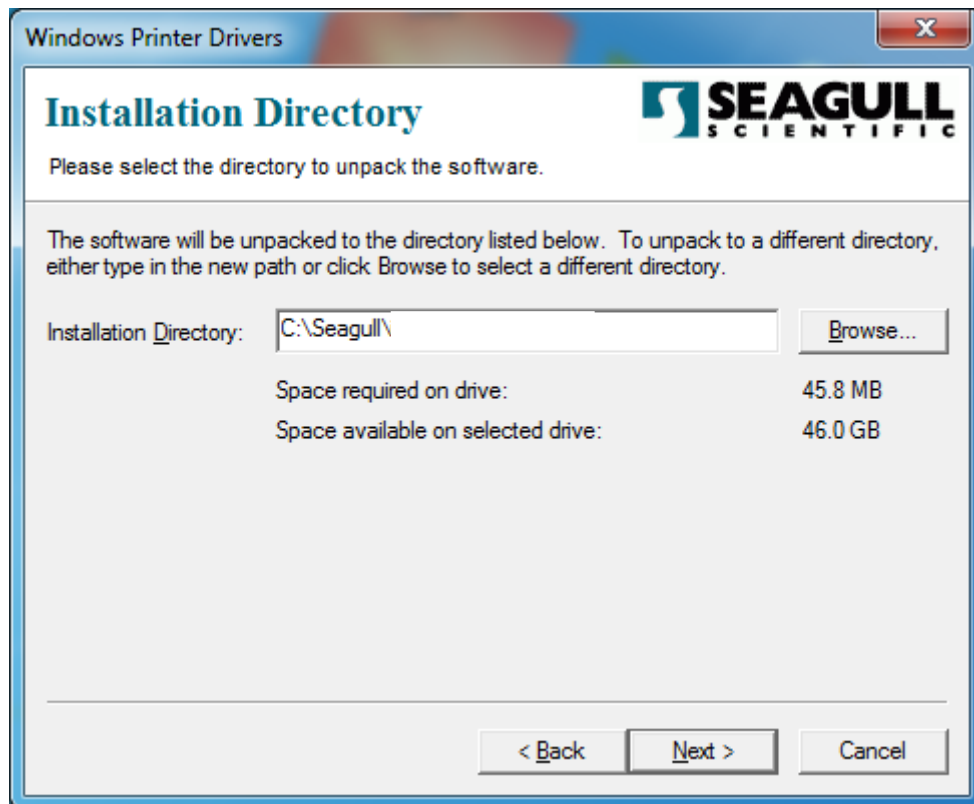 Windows Printer Drivers
Installation Directory
SEAGULL
SCIENTIFIC
Please select the directory to unpack the software.
The software will be unpacked to the directory listed below. To unpack to a different directory,
either type in the new path or click Browse to select a different directory.
Installation Directory: C:\Seagull\ Browse...
Space required on drive: 45.8 MB
Space available on selected drive: 46.0 GB
< Back Next > Cancel